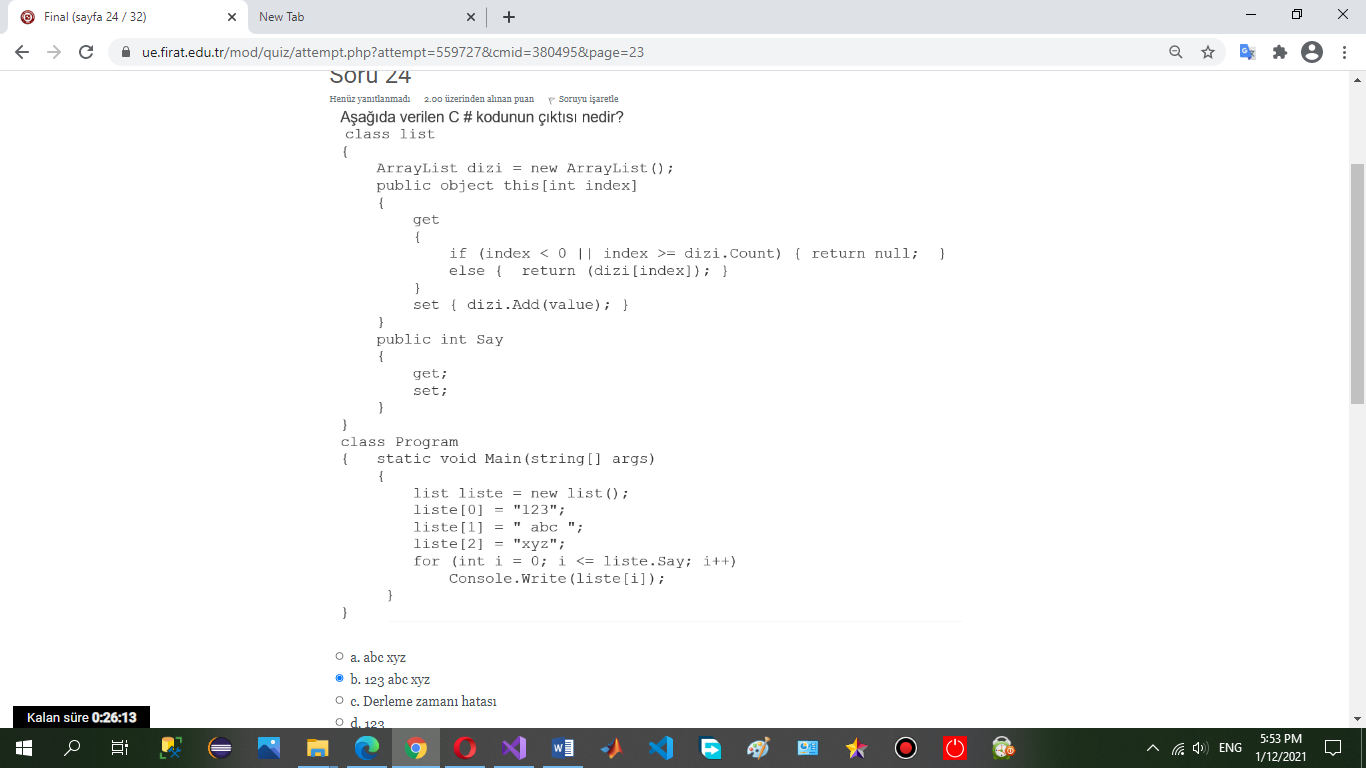 Final (sayfa 24 / 32)
New Tab
ue.firat.edu.tr/mod/quiz/attempt.php?attempt=559727&cmid=380495&page=23
Soru 24
Henüz yanıtlanmadı 2.00 üzerinden alınan puan Soruyu işaretle
Aşağıda verilen C # kodunun çıktısı nedir?
class list
{
ArrayList dizi = new ArrayList();
public object this[int index]
{
get
{
if (index < 0 || index >= dizi.Count) { return null; }
else { return (dizi[index]); }
}
set { dizi.Add(value); }
}
public int Say
{
get;
set;
}
}
class Program
{ static void Main(string[] args)
{
list liste = new list();
liste[0] = "123";
liste[1] = " abc ";
liste[2] = "xyz";
for (int i = 0; i <= liste.Say; i++)
Console.Write(liste[i]);
}
}
a. abc xyz
b. 123 abc xyz
c. Derleme zamanı hatası
d. 123
Kalan süre 0:26:13
ENG
5:53 PM
1/12/2021